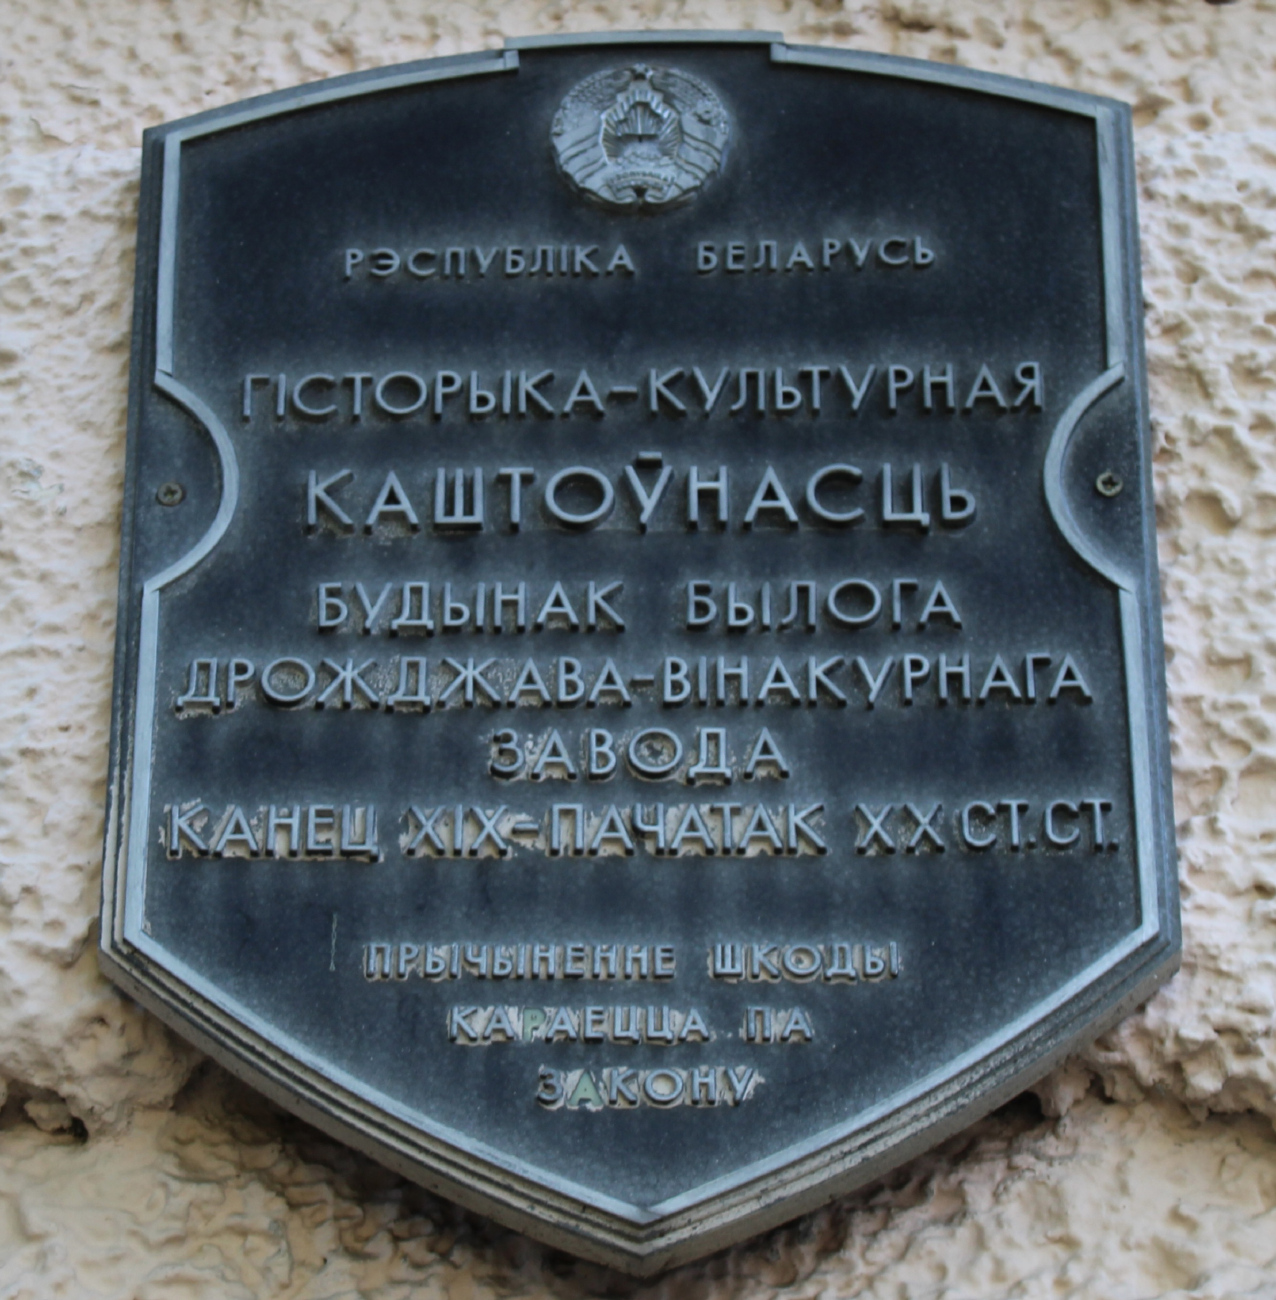 РЭСПУБЛІКА БЕЛАРУСЬ
ГІСТОРЫКА-КУЛЬТУРНАЯ
КАШТОЎНАСЦЬ
БУДЫНАК БЫЛОГА
ДРОЖДЖАВА-ВІНАКУРНАГА
ЗАВОДА
КАНЕЦ XIX-ПАЧАТАК XX СТ.СТ.
ПРЫЧЫНЕННЕ ШКОДЫ
КАРАЕЦЦА ПА
ЗАКОНУ